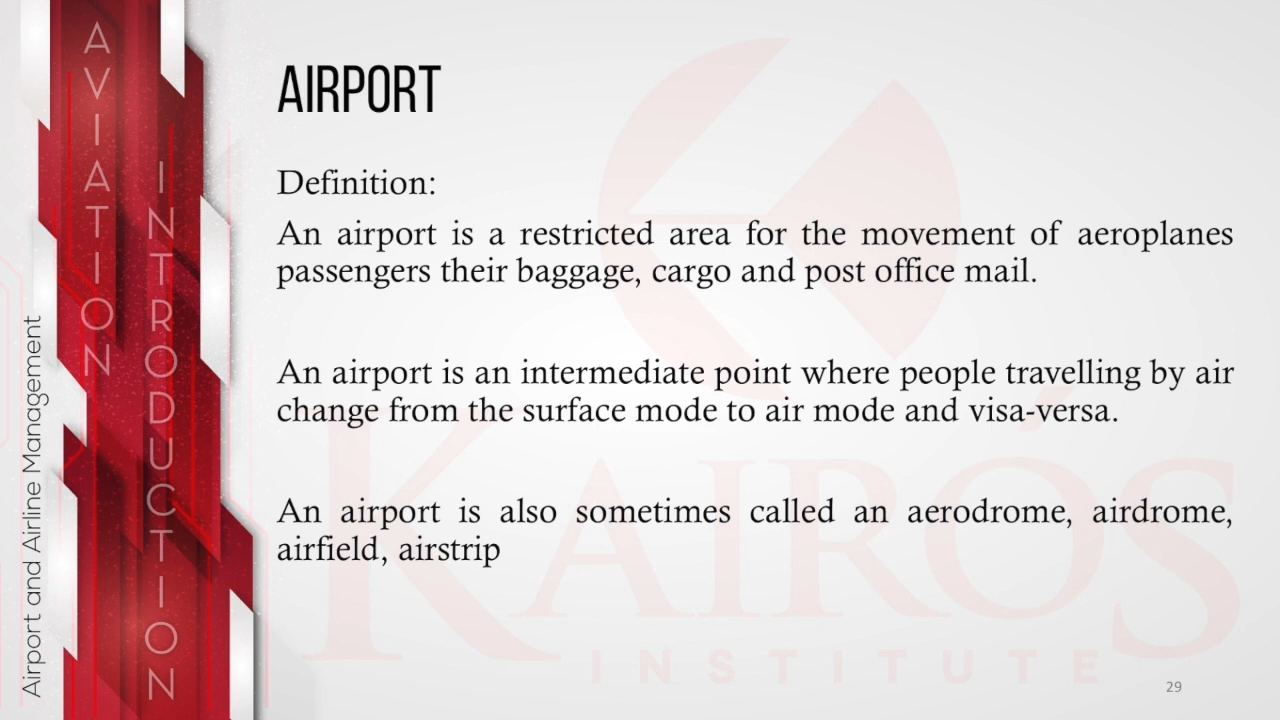 AVIATION
INTRODUCTION
Airport and Airline Management
AIRPORT
Definition:
An airport is a restricted area for the movement of aeroplanes
passengers their baggage, cargo and post office mail.
An airport is an intermediate point where people travelling by air
change from the surface mode to air mode and visa-versa.
An airport is also sometimes called an aerodrome, airdrome,
airfield, airstrip
KAIRÓS
INSTITUTE
29